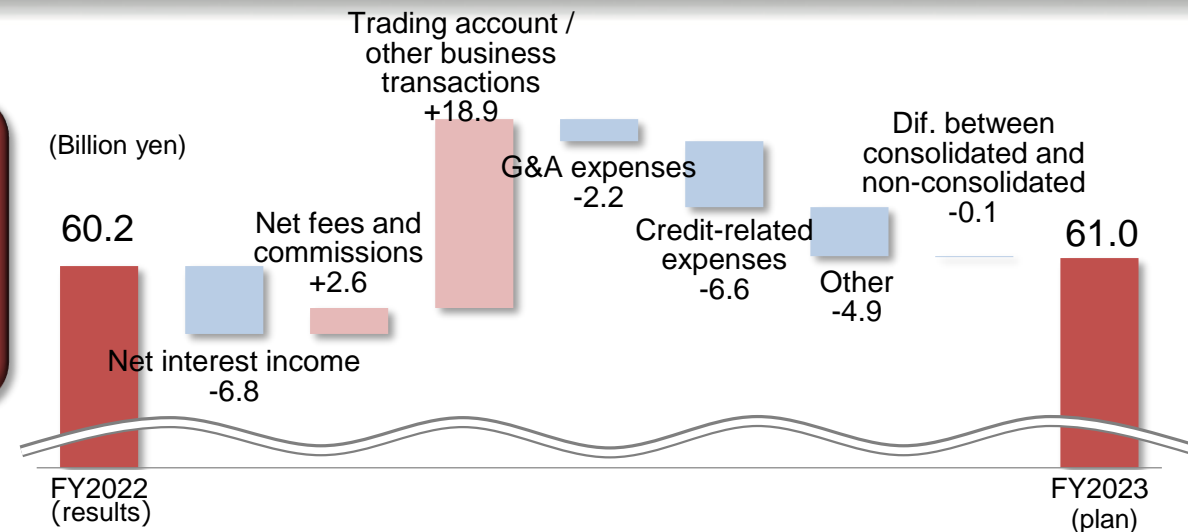 (Billion yen)
60.2
Net interest income
-6.8
Net fees and
commissions
+2.6
Trading account /
other business
transactions
+18.9
G&A expenses
-2.2
Credit-related
expenses
-6.6
Other
-4.9
Dif. between
consolidated and
non-consolidated
-0.1
61.0
FY2022
(results)
FY2023
(plan)